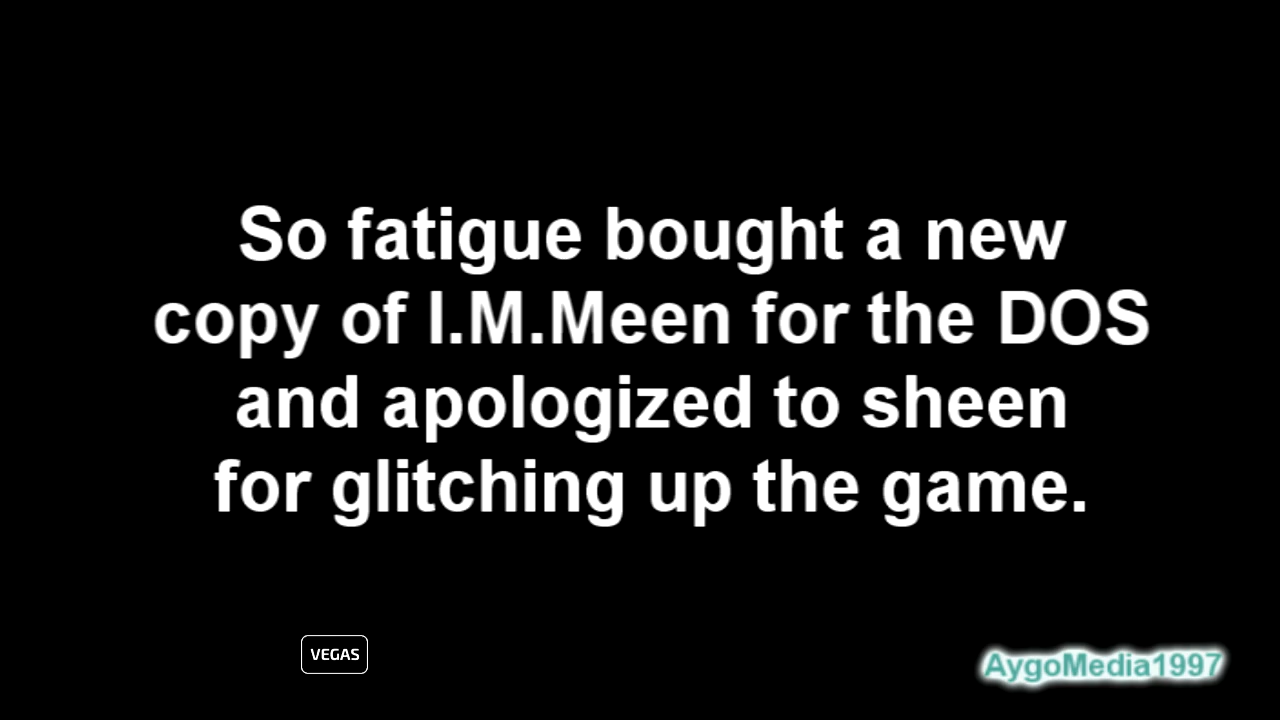 So fatigue bought a new
copy of I.M.Meen for the DOS
and apologized to sheen
for glitching up the game.
VEGAS
AygoMedia1997